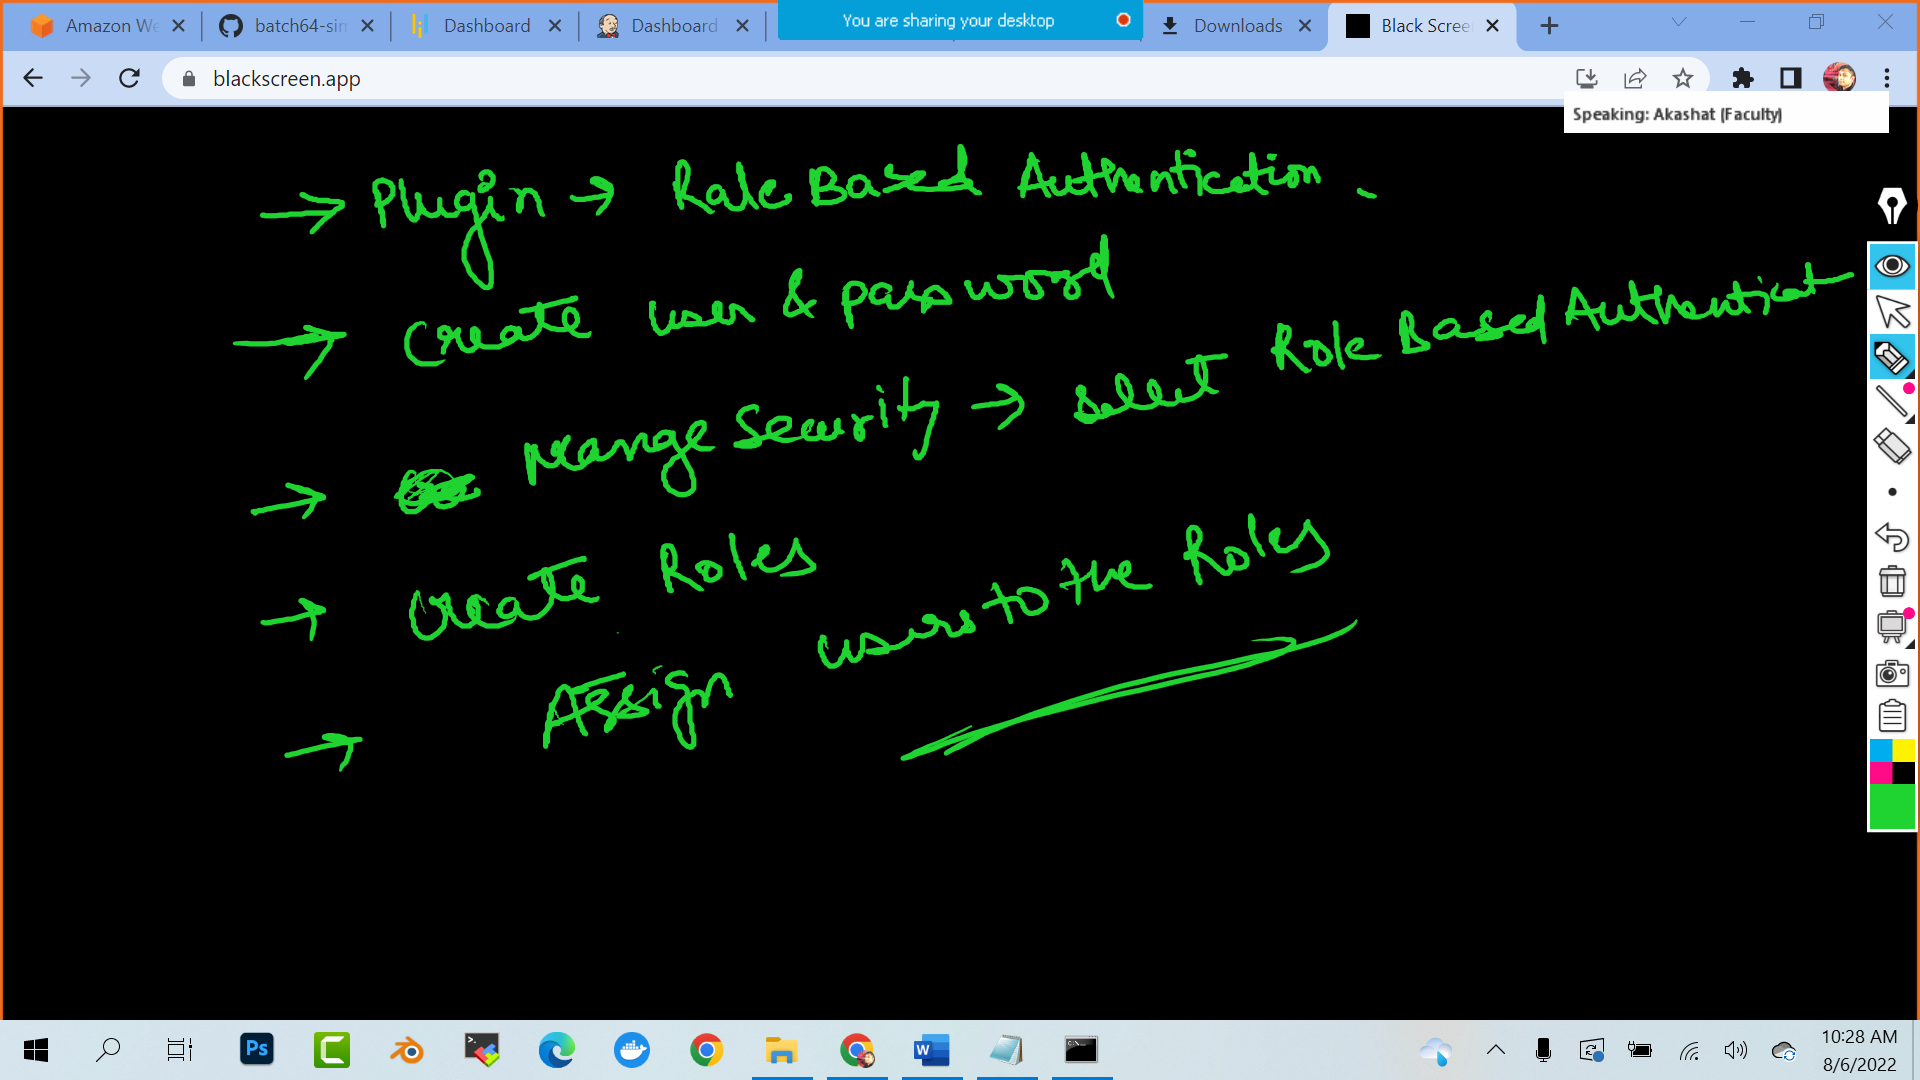 Amazon We
batch64-sin
Dashboard
Dashboard
You are sharing your desktop
Downloads
Black Scree
blackscreen.app
Speaking: Akashat (Faculty)
→ Plugin → Role Based Authentication .
→ Create user & password
→ Mange Security → Select Role Based Authenticat
→ Create Roles
→ Assign users to the Roles
Ps
W
10:28 AM
8/6/2022